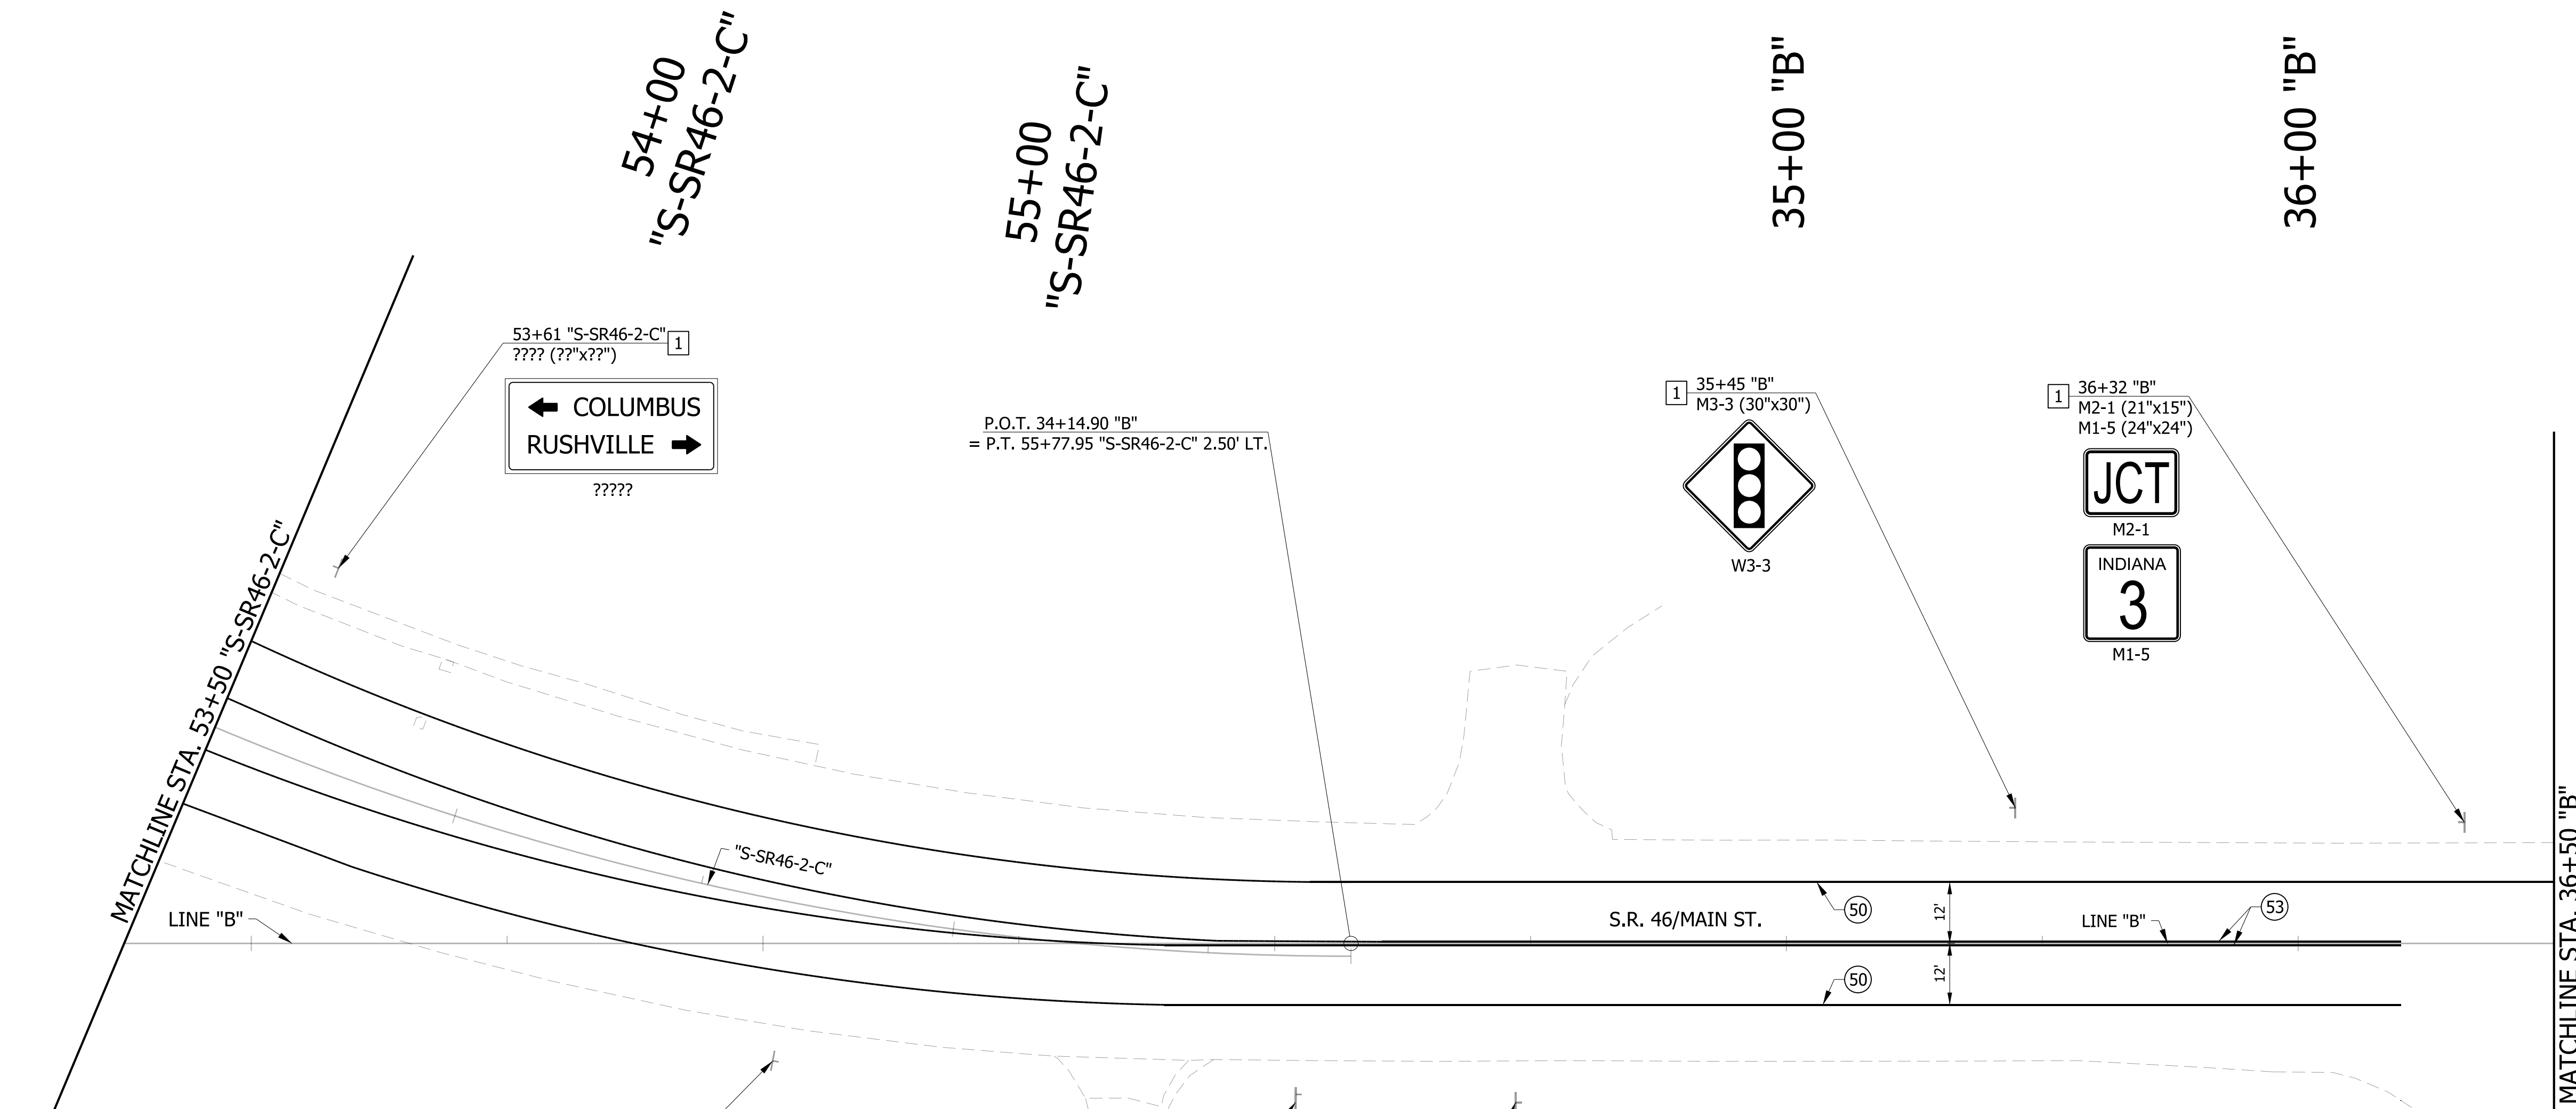 54+00
"S-SR46-2-C"
55+00
"S-SR46-2-C"
35+00 "B"
36+00 "B"
53+61 "S-SR46-2-C"
???? (??"x??")
1
COLUMBUS
RUSHVILLE
?????
P.O.T. 34+14.90 "B"
= P.T. 55+77.95 "S-SR46-2-C" 2.50' LT.
1
35+45 "B"
M3-3 (30"x30")
W3-3
1
36+32 "B"
M2-1 (21"x15")
M1-5 (24"x24")
JCT
M2-1
INDIANA
3
M1-5
MATCHLINE STA. 53+50 "S-SR46-2-C"
"S-SR46-2-C"
LINE "B"
S.R. 46/MAIN ST.
50
12'
LINE "B"
53
50
12'
MATCHLINE STA. 36+50 "B"